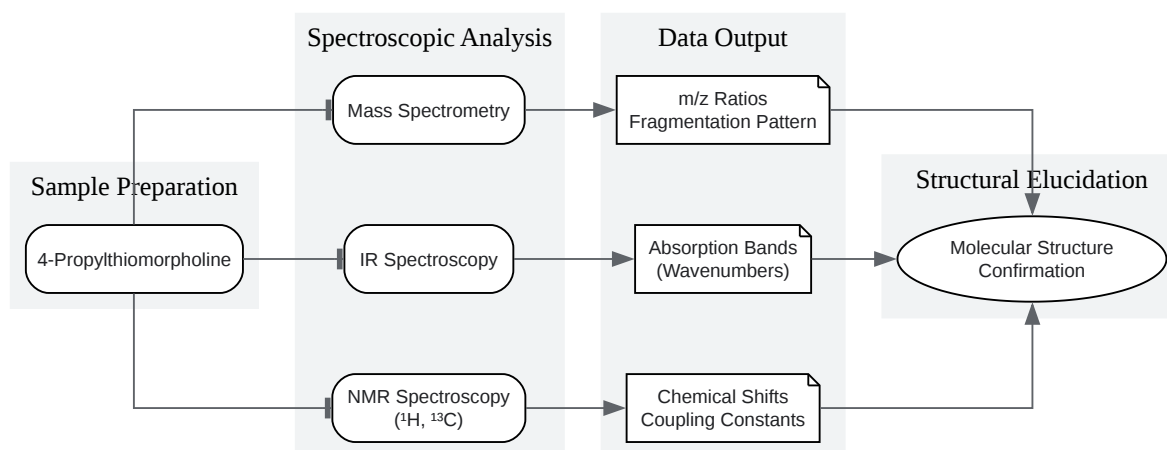 Spectroscopic Analysis
Data Output
Mass Spectrometry
m/z Ratios
Fragmentation Pattern
Sample Preparation
Structural Elucidation
4-Propylthiomorpholine
IR Spectroscopy
Absorption Bands
(Wavenumbers)
Molecular Structure
Confirmation
NMR Spectroscopy
(¹H, ¹³C)
Chemical Shifts
Coupling Constants